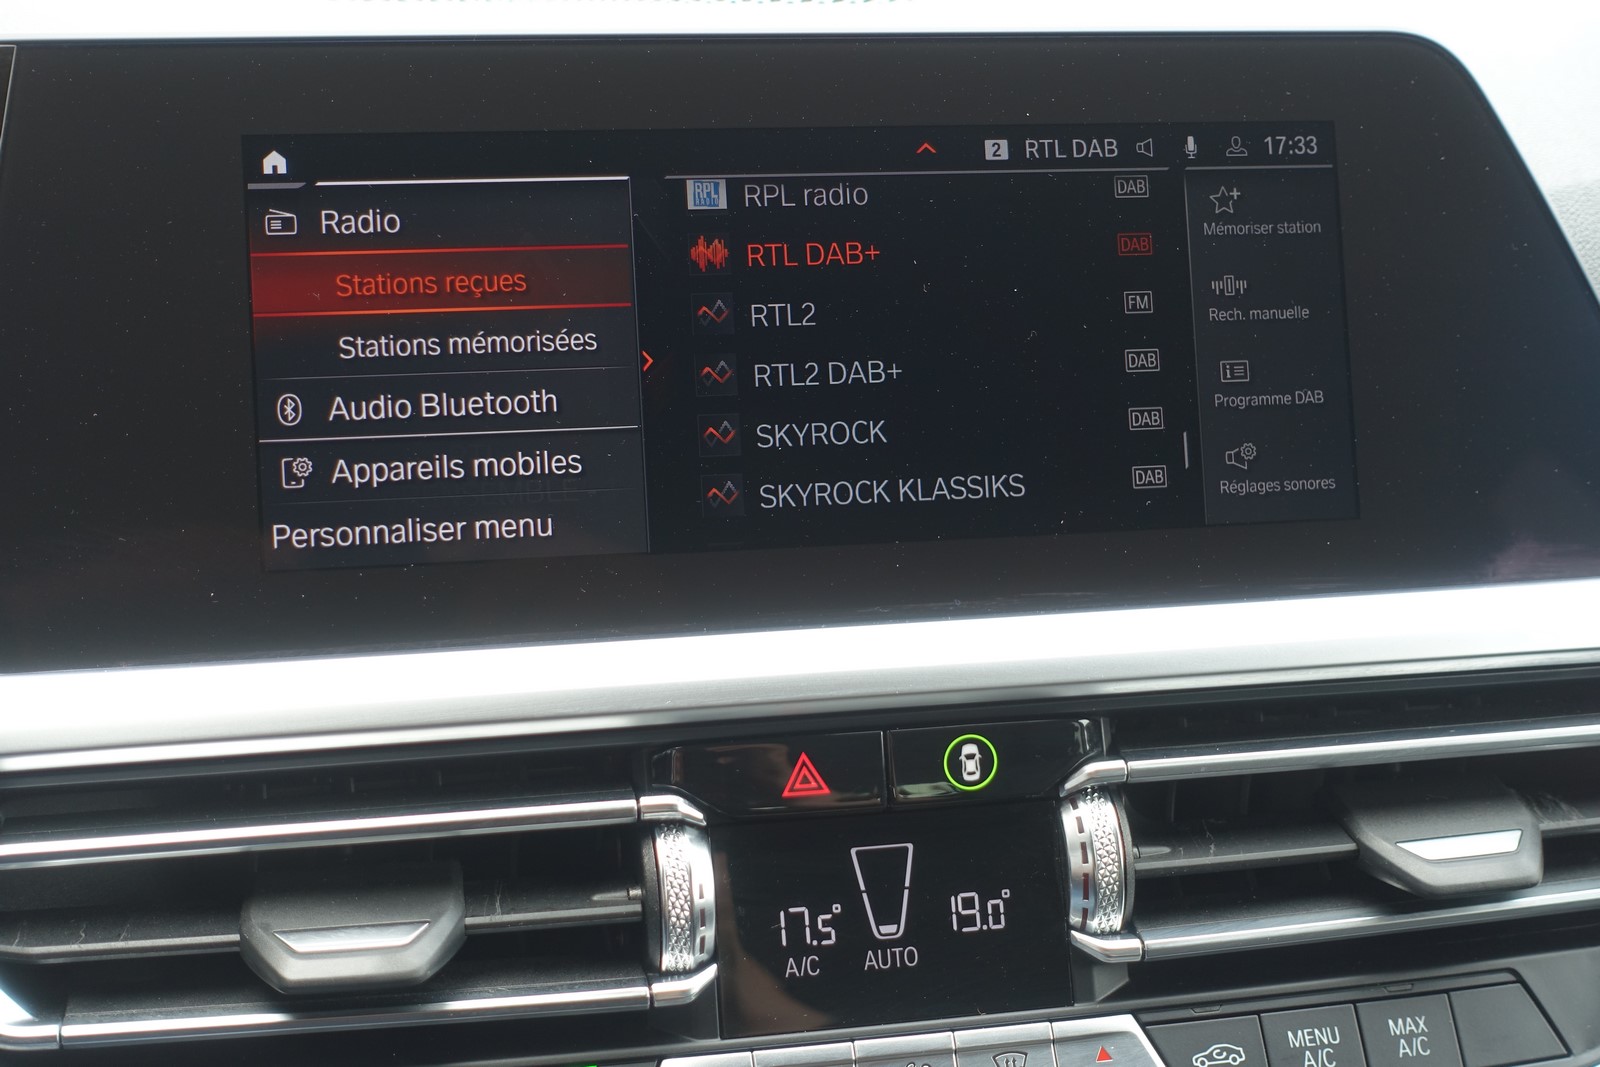 2 RTL DAB 17:33
Radio
Stations reçues
Stations mémorisées
Audio Bluetooth
Appareils mobiles
Personnaliser menu
RPL RPL radio DAB
RTL DAB+ DAB
RTL2 FM
RTL2 DAB+ DAB
SKYROCK DAB
SKYROCK KLASSIKS DAB
Mémoriser station
Rech. manuelle
Programme DAB
Réglages sonores
17.5° 19.0°
A/C AUTO
MENU
A/C
MAX
A/C